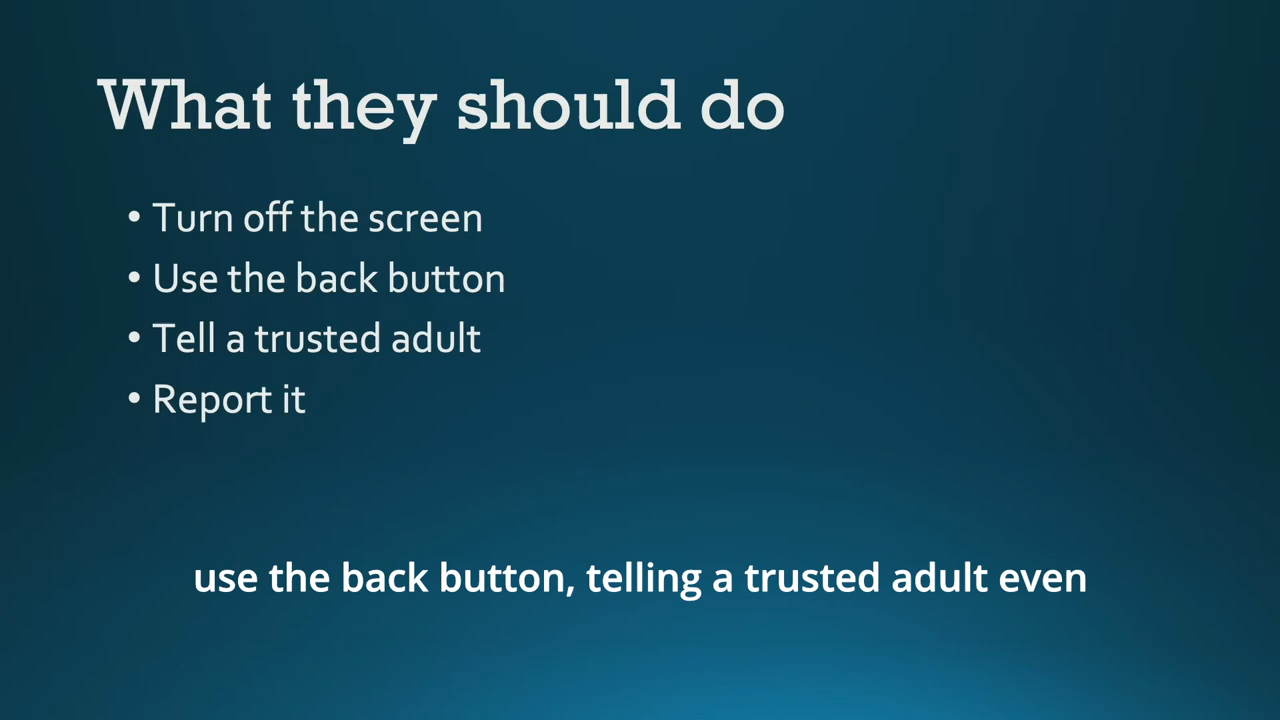 What they should do
• Turn off the screen
• Use the back button
• Tell a trusted adult
• Report it
use the back button, telling a trusted adult even